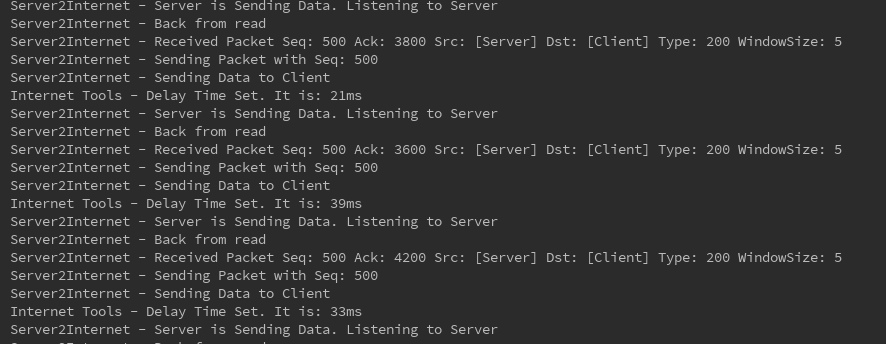 Server2Internet - Server is Sending Data. Listening to Server
Server2Internet - Back from read
Server2Internet - Received Packet Seq: 500 Ack: 3800 Src: [Server] Dst: [Client] Type: 200 WindowSize: 5
Server2Internet - Sending Packet with Seq: 500
Server2Internet - Sending Data to Client
Internet Tools - Delay Time Set. It is: 21ms
Server2Internet - Server is Sending Data. Listening to Server
Server2Internet - Back from read
Server2Internet - Received Packet Seq: 500 Ack: 3600 Src: [Server] Dst: [Client] Type: 200 WindowSize: 5
Server2Internet - Sending Packet with Seq: 500
Server2Internet - Sending Data to Client
Internet Tools - Delay Time Set. It is: 39ms
Server2Internet - Server is Sending Data. Listening to Server
Server2Internet - Back from read
Server2Internet - Received Packet Seq: 500 Ack: 4200 Src: [Server] Dst: [Client] Type: 200 WindowSize: 5
Server2Internet - Sending Packet with Seq: 500
Server2Internet - Sending Data to Client
Internet Tools - Delay Time Set. It is: 33ms
Server2Internet - Server is Sending Data. Listening to Server